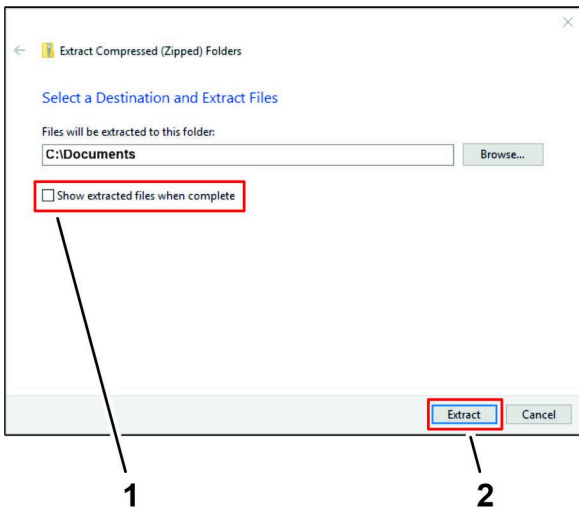 Extract Compressed (Zipped) Folders
Select a Destination and Extract Files
Files will be extracted to this folder:
C:\Documents
Browse...
Show extracted files when complete
Extract
Cancel
1
2